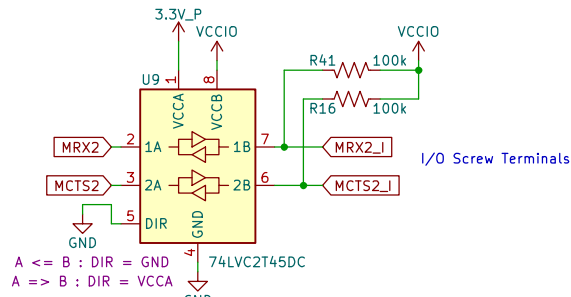 3.3V_P
VCCIO
VCCIO
R41 100k
U9
1 8
VCCA VCCB
R16 100k
MRX2 2 1A 1B 7 MRX2_I
I/O Screw Terminals
MCTS2 3 2A 2B 6 MCTS2_I
5 DIR GND
GND
4
74LVC2T45DC
A <= B : DIR = GND
A => B : DIR = VCCA
GND